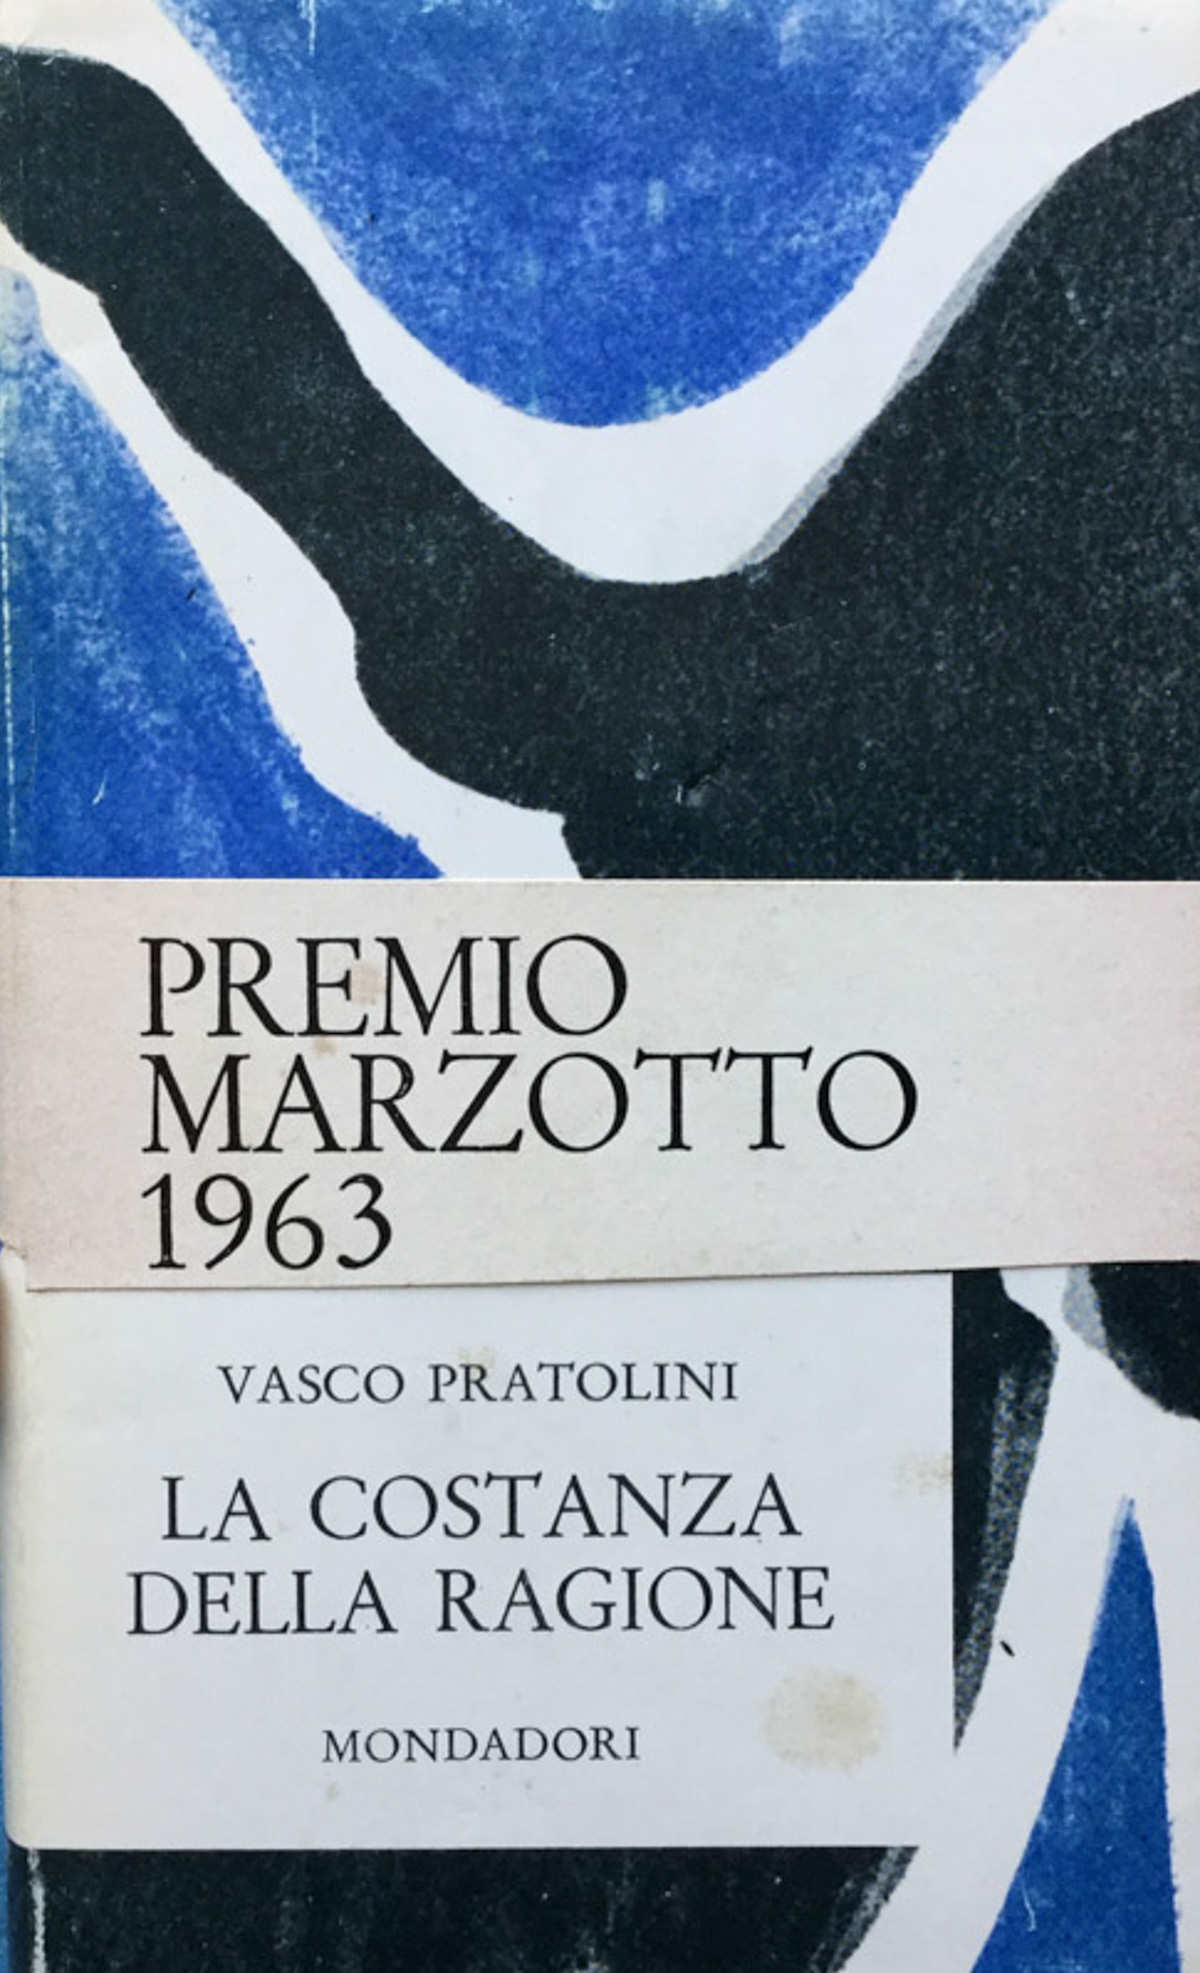 PREMIO
MARZOTTO
1963
VASCO PRATOLINI
LA COSTANZA
DELLA RAGIONE
MONDADORI